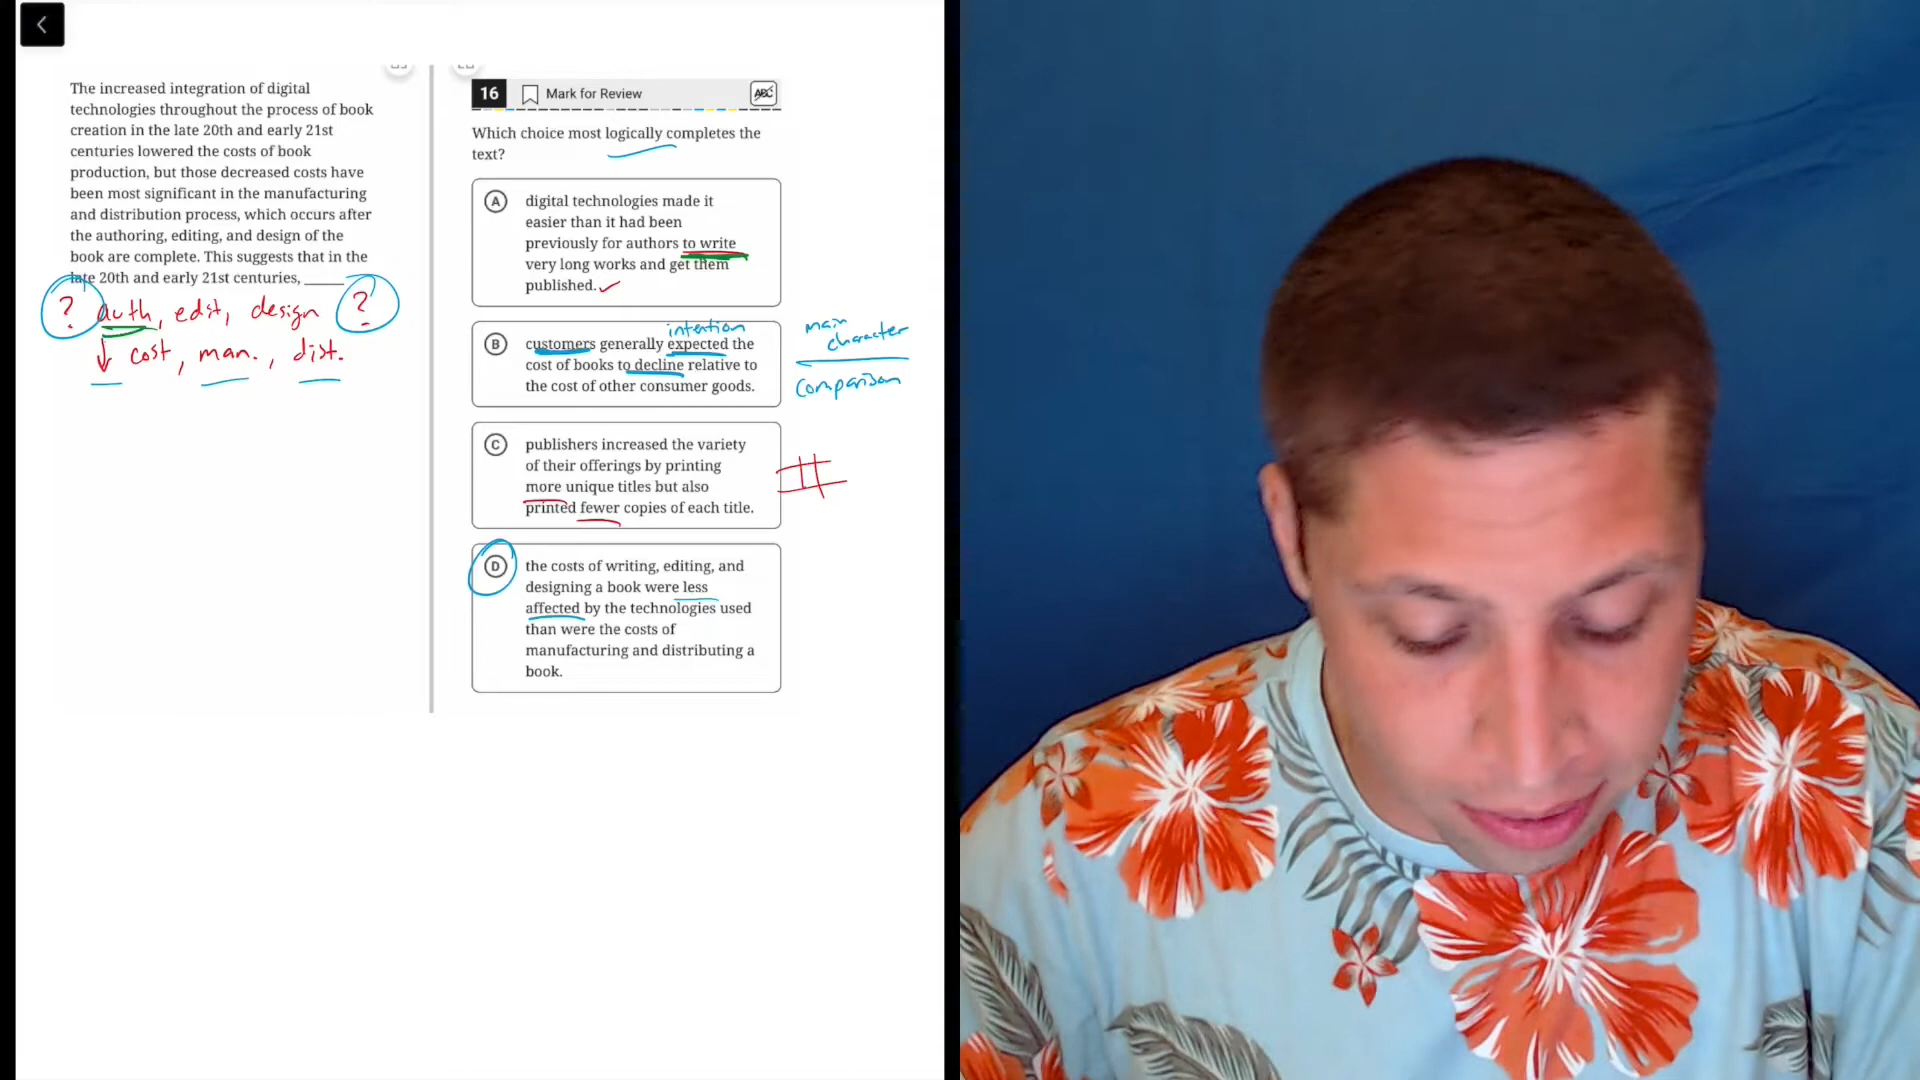 The increased integration of digital
technologies throughout the process of book
creation in the late 20th and early 21st
centuries lowered the costs of book
production, but those decreased costs have
been most significant in the manufacturing
and distribution process, which occurs after
the authoring, editing, and design of the
book are complete. This suggests that in the
late 20th and early 21st centuries, ______
? auth, edit, design ?
↓ cost, man., dist.
16 Mark for Review ABC
Which choice most logically completes the
text?
A digital technologies made it
easier than it had been
previously for authors to write
very long works and get them
published.
intention
B customers generally expected the
cost of books to decline relative to
the cost of other consumer goods.
main
character
comparison
C publishers increased the variety
of their offerings by printing
more unique titles but also
printed fewer copies of each title.
#
D the costs of writing, editing, and
designing a book were less
affected by the technologies used
than were the costs of
manufacturing and distributing a
book.